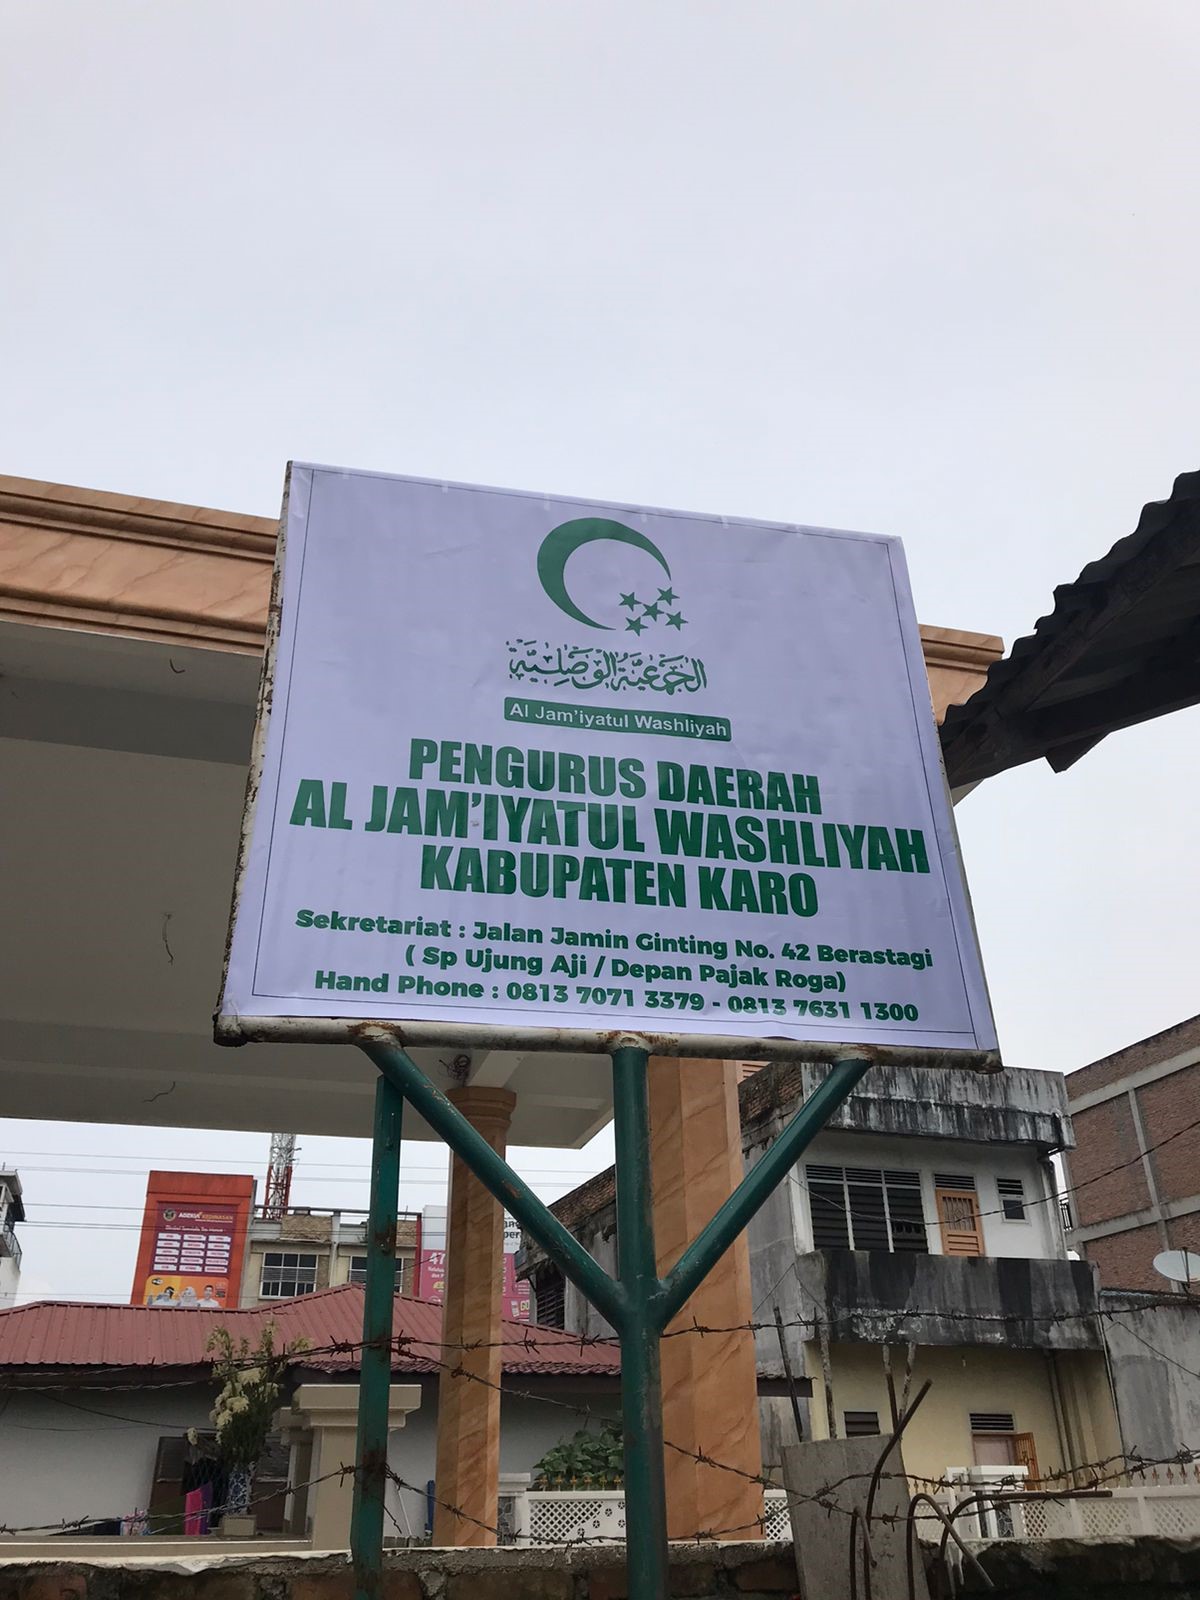 الجمعية الوصلية
Al Jam'iyatul Washliyah
PENGURUS DAERAH
AL JAM'IYATUL WASHLIYAH
KABUPATEN KARO
Sekretariat : Jalan Jamin Ginting No. 42 Berastagi
( Sp Ujung Aji / Depan Pajak Roga)
Hand Phone : 0813 7071 3379 - 0813 7631 1300